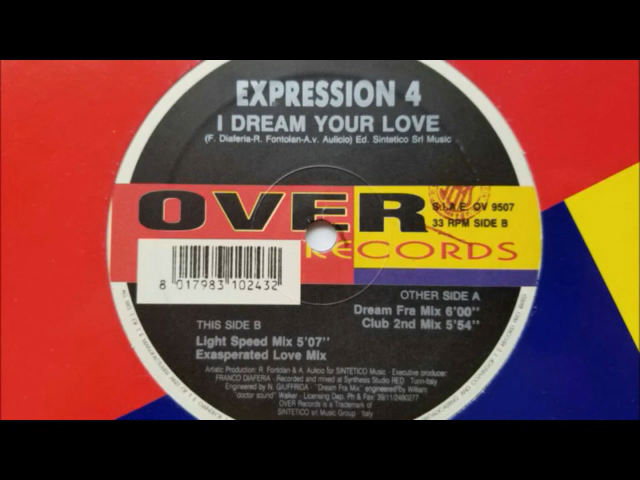 EXPRESSION 4
I DREAM YOUR LOVE
(F. Diaferia-R. Fontolan-A.v. Aulicio) Ed. Sintetico Srl Music
OVER
RECORDS
S.I.A.E. OV 9507
33 RPM SIDE B
8 017983 102432
THIS SIDE B
Light Speed Mix 5'07"
Exasperated Love Mix
OTHER SIDE A
Dream Fra Mix 6'00"
Club 2nd Mix 5'54"
Artistic Production: R. Fontolan & A. Aulicio for SINTETICO Music - Executive producer:
FRANCO DIAFERIA - Recorded and mixed at Synthesis Studio RED - Turin-Italy
Engineered by N. GIUFFRIDA - "Dream Fra Mix" engineered by William
"doctor sound" Walker - Licensing Dep. Ph & Fax: 39/11/2480277
OVER Records is a Trademark of
SINTETICO srl Music Group - Italy